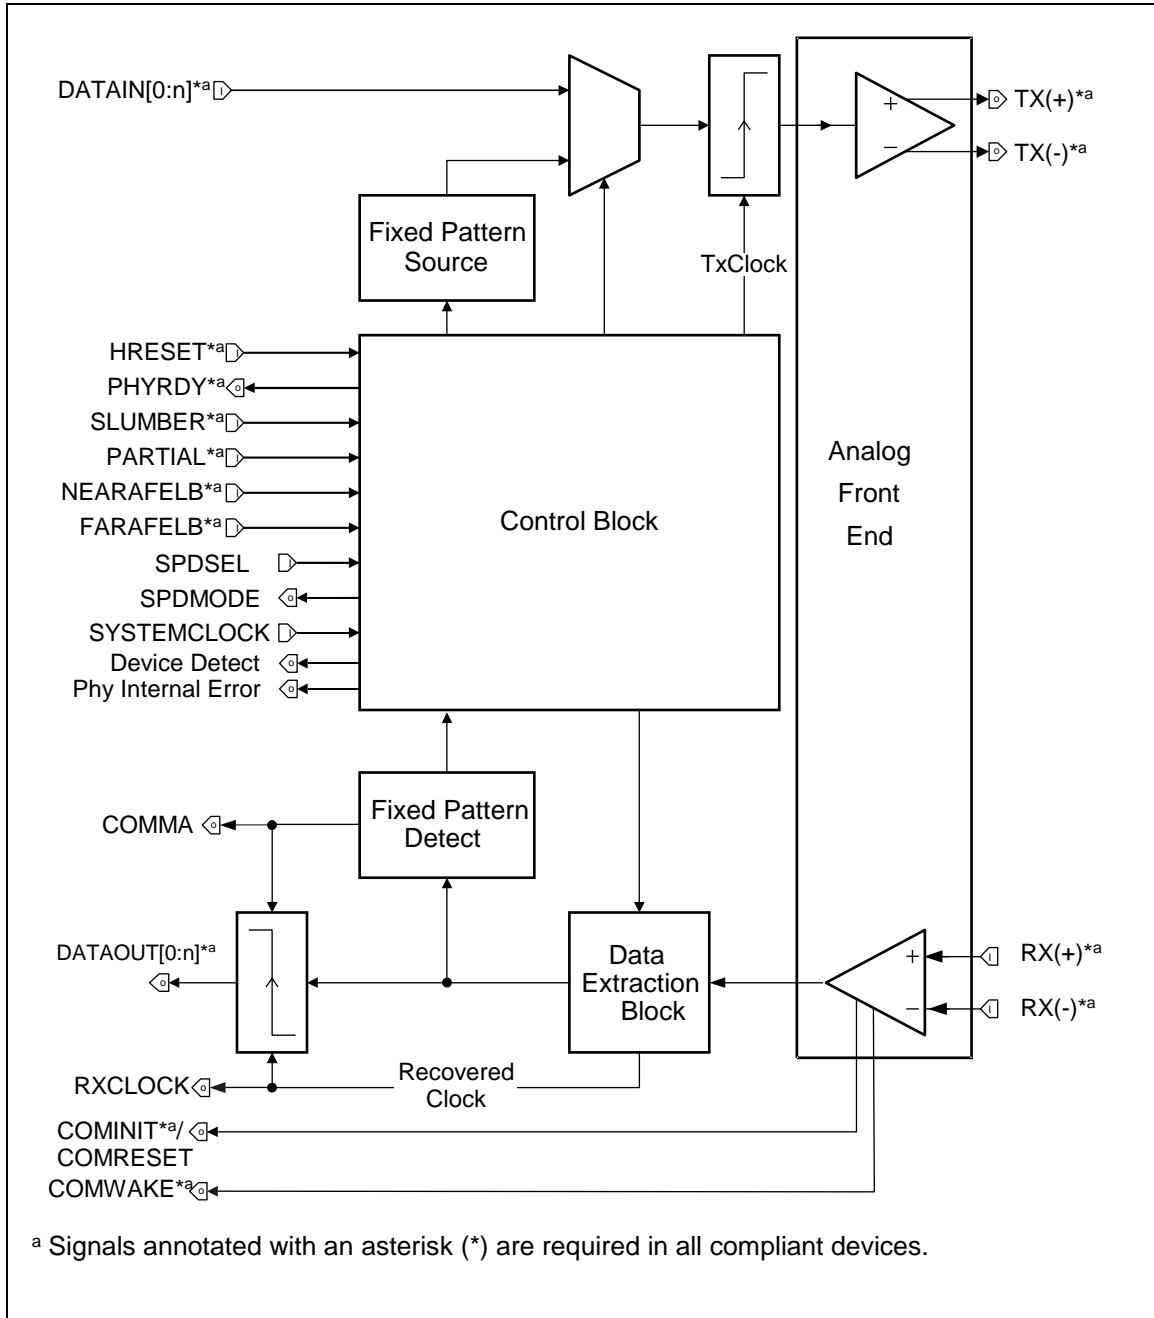 DATAIN[0:n]*a
TX(+)*a
TX(-)*a
+
−
Fixed Pattern
Source
TxClock
HRESET*a
PHYRDY*a
SLUMBER*a
PARTIAL*a
NEARAFELB*a
FARAFELB*a
SPDSEL
SPDMODE
SYSTEMCLOCK
Device Detect
Phy Internal Error
Control Block
Analog
Front
End
COMMA
Fixed Pattern
Detect
DATAOUT[0:n]*a
Data
Extraction
Block
+
−
RX(+)*a
RX(-)*a
RXCLOCK
Recovered
Clock
COMINIT*a/
COMRESET
COMWAKE*a
a Signals annotated with an asterisk (*) are required in all compliant devices.